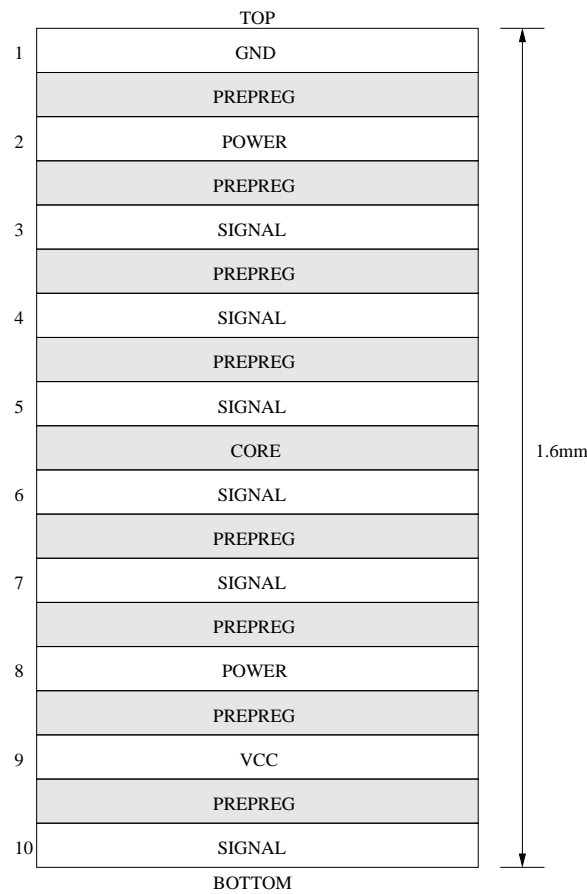 TOP
1 GND
PREPREG
2 POWER
PREPREG
3 SIGNAL
PREPREG
4 SIGNAL
PREPREG
5 SIGNAL
CORE 1.6mm
6 SIGNAL
PREPREG
7 SIGNAL
PREPREG
8 POWER
PREPREG
9 VCC
PREPREG
10 SIGNAL
BOTTOM